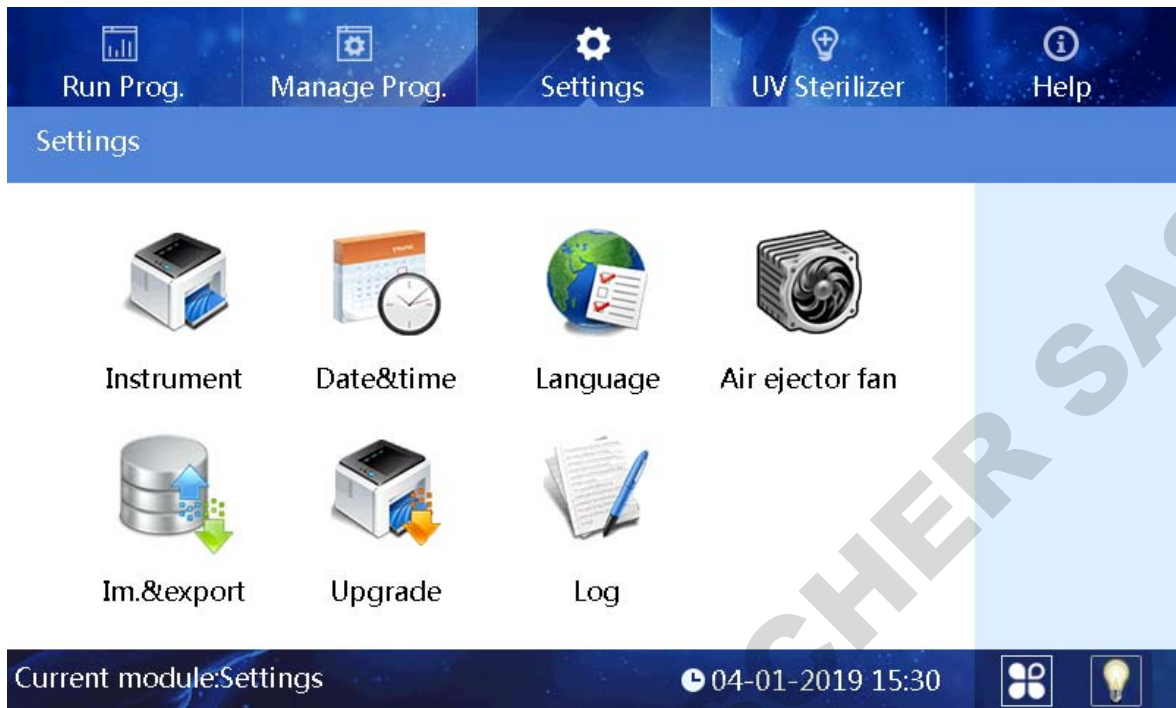 Run Prog.
Manage Prog.
Settings
UV Sterilizer
Help
Settings
Instrument
Date&time
Language
Air ejector fan
Im.&export
Upgrade
Log
Current module:Settings
04-01-2019 15:30